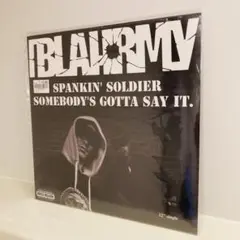 BLAHRMY
SPANKIN' SOLDIER
SOMEBODY'S GOTTA SAY IT.